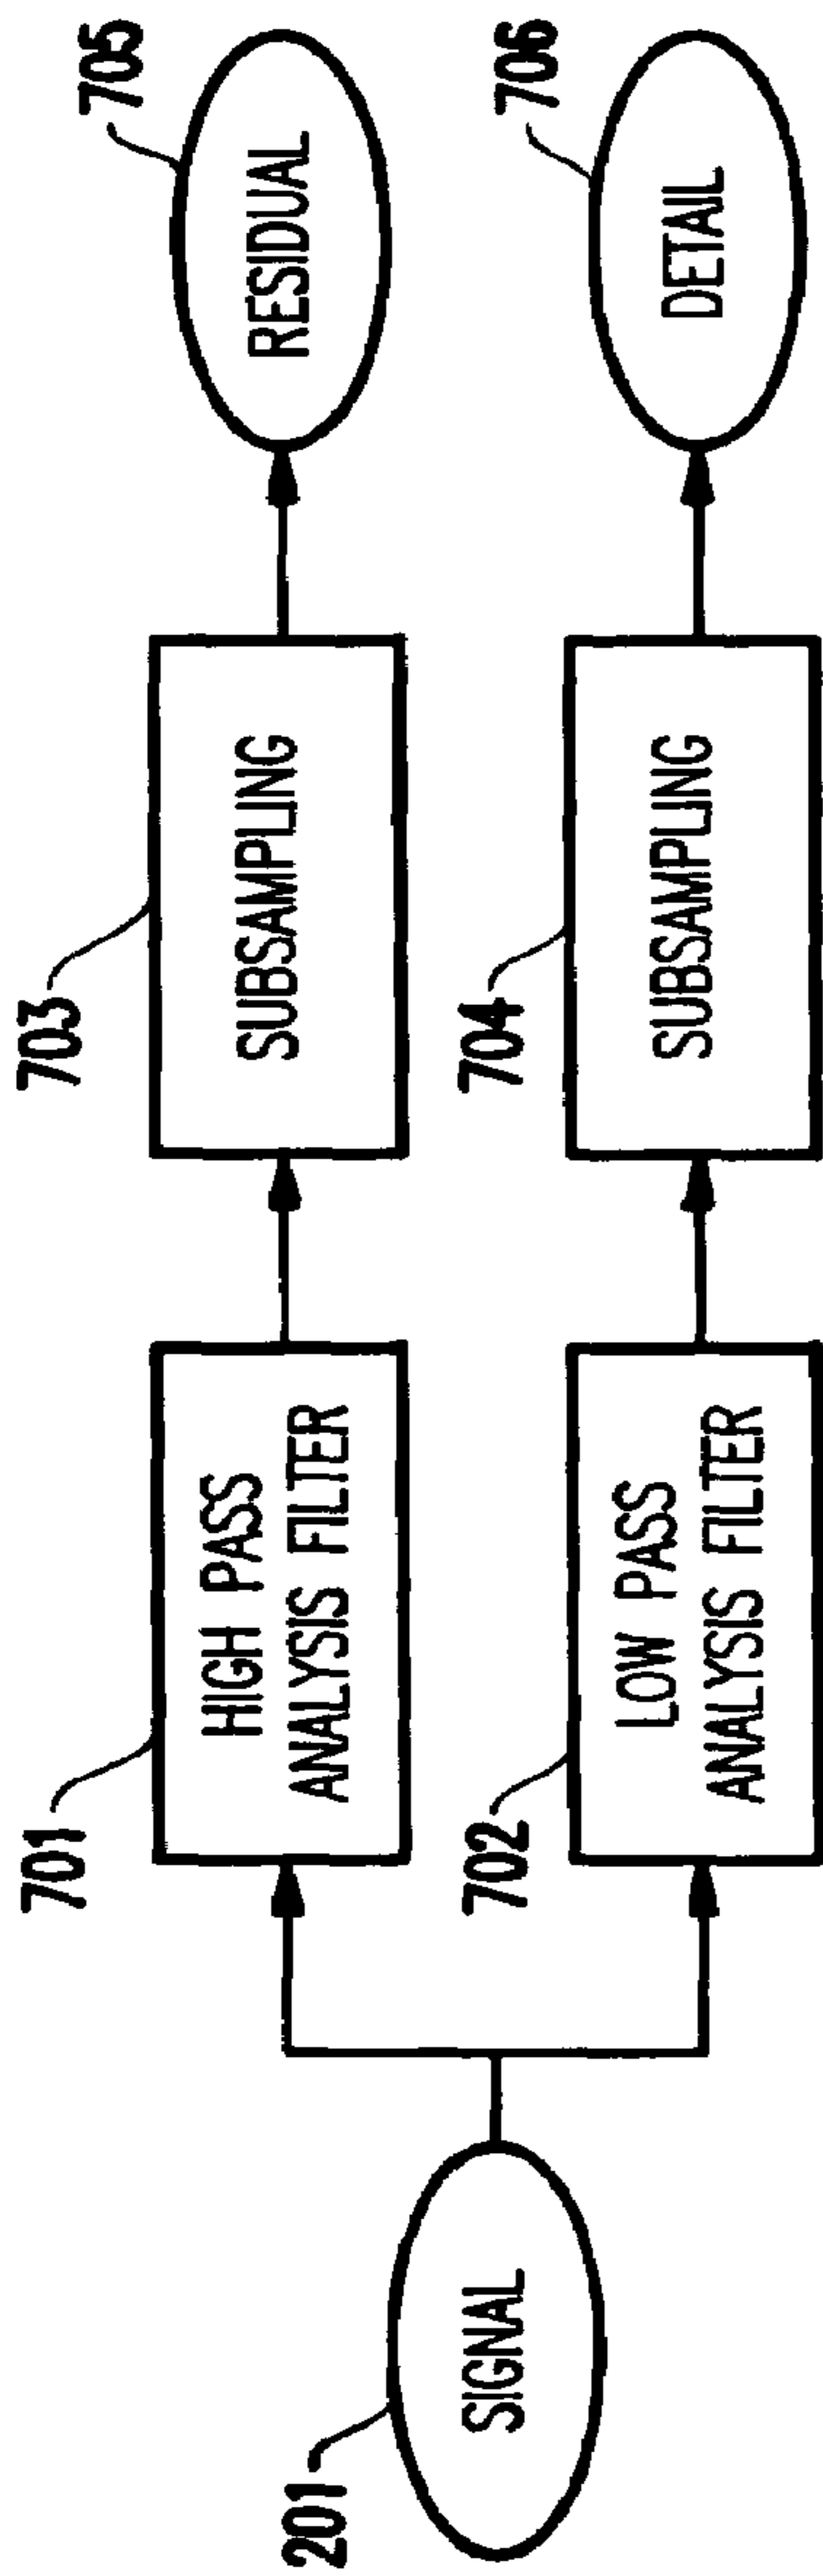 201
SIGNAL
701
HIGH PASS
ANALYSIS FILTER
703
SUBSAMPLING
705
RESIDUAL
702
LOW PASS
ANALYSIS FILTER
704
SUBSAMPLING
706
DETAIL